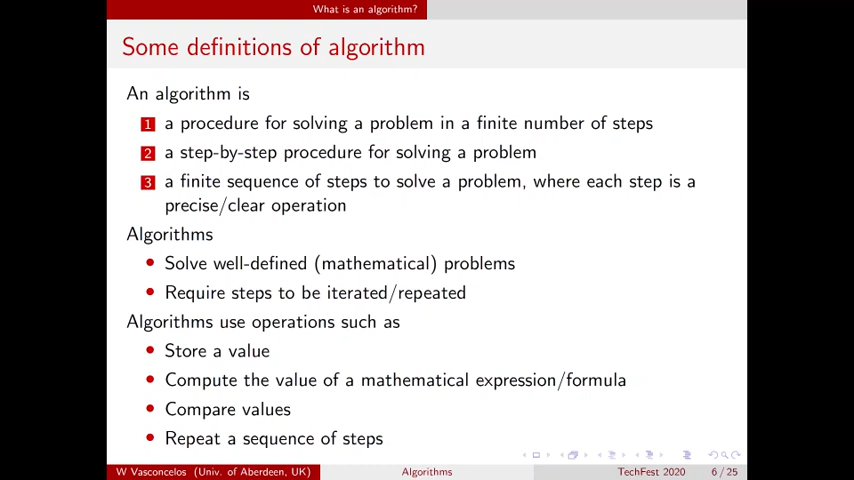 What is an algorithm?
Some definitions of algorithm
An algorithm is
1 a procedure for solving a problem in a finite number of steps
2 a step-by-step procedure for solving a problem
3 a finite sequence of steps to solve a problem, where each step is a
precise/clear operation
Algorithms
• Solve well-defined (mathematical) problems
• Require steps to be iterated/repeated
Algorithms use operations such as
• Store a value
• Compute the value of a mathematical expression/formula
• Compare values
• Repeat a sequence of steps
W Vasconcelos (Univ. of Aberdeen, UK) Algorithms TechFest 2020 6 / 25